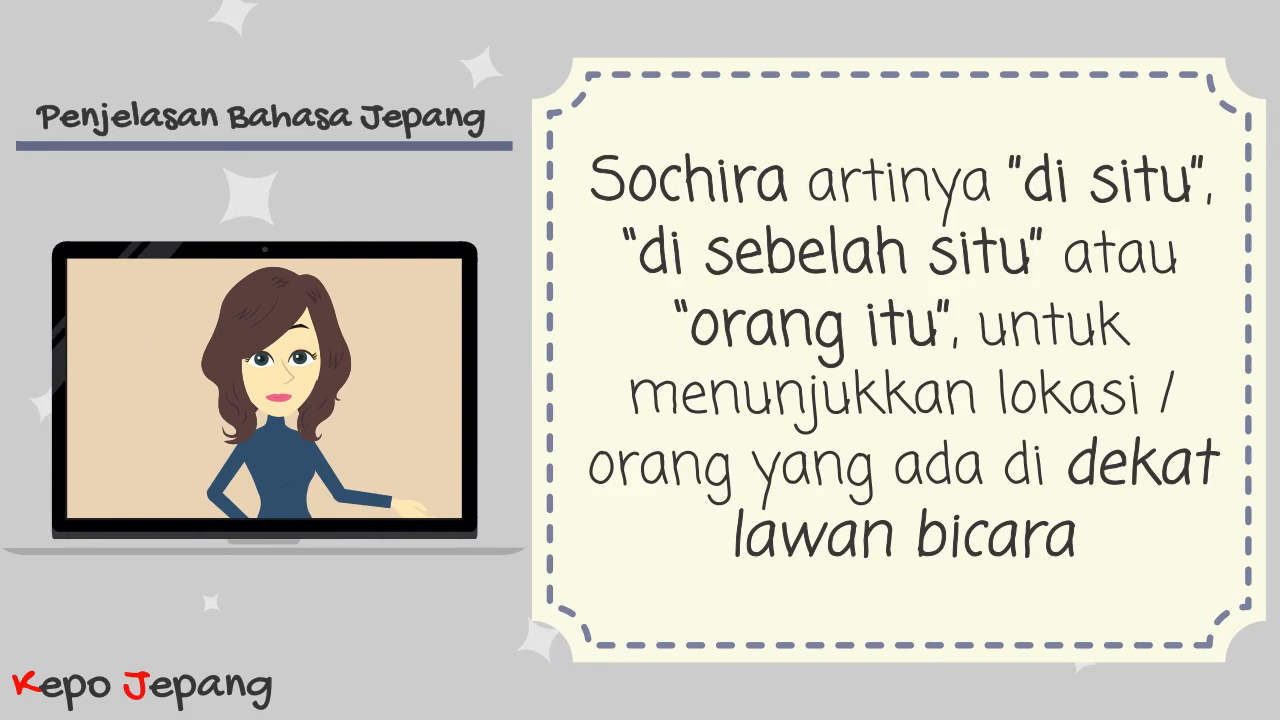 Penjelasan Bahasa Jepang
Sochira artinya "di situ",
"di sebelah situ" atau
"orang itu", untuk
menunjukkan lokasi /
orang yang ada di dekat
lawan bicara
Kepo Jepang